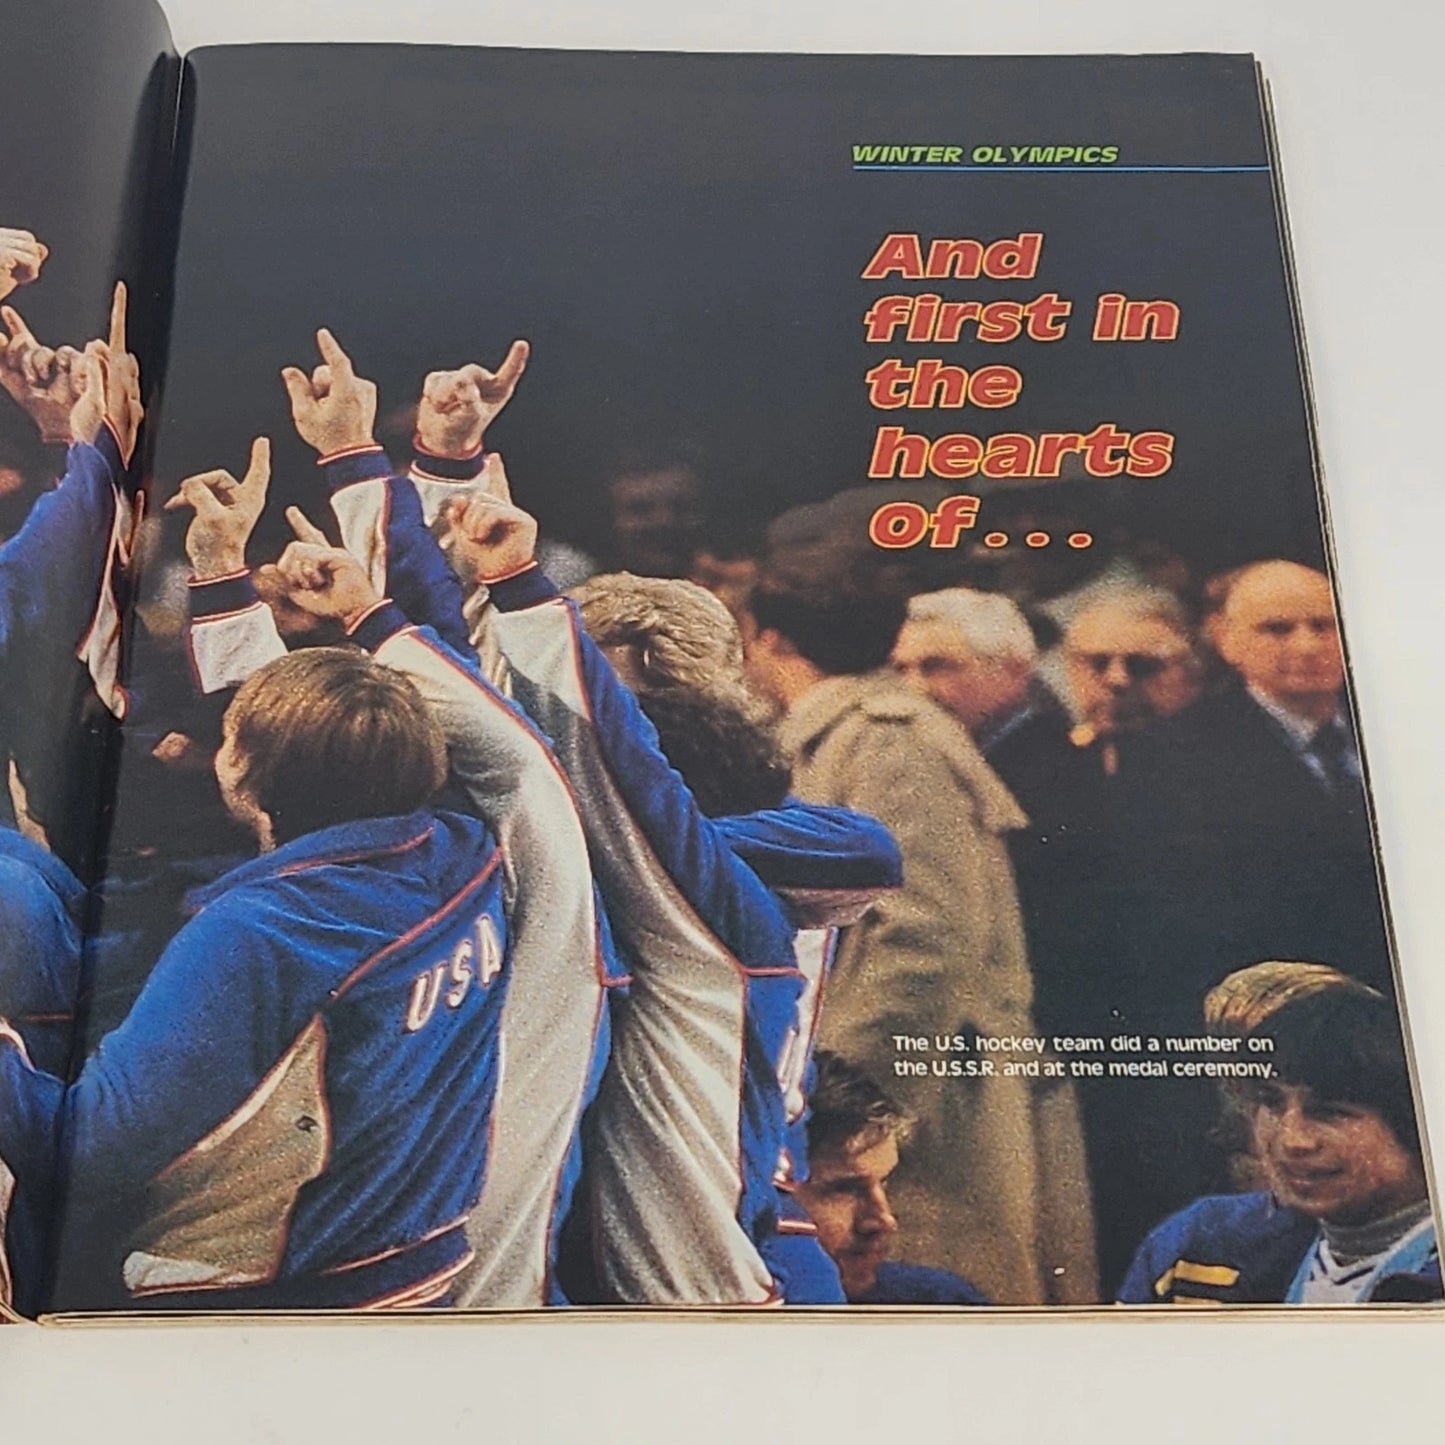 WINTER OLYMPICS
And
first in
the
hearts
of...
USA
The U.S. hockey team did a number on
the U.S.S.R. and at the medal ceremony.